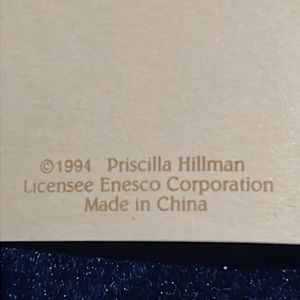 ©1994 Priscilla Hillman
Licensee Enesco Corporation
Made in China